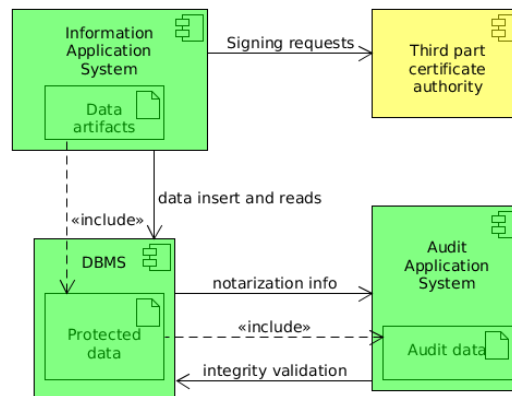 Information
Application
System
Signing requests
Third part
certificate
authority
Data
artifacts
data insert and reads
«include»
DBMS
Audit
Application
System
notarization info
Protected
data
«include»
Audit data
integrity validation